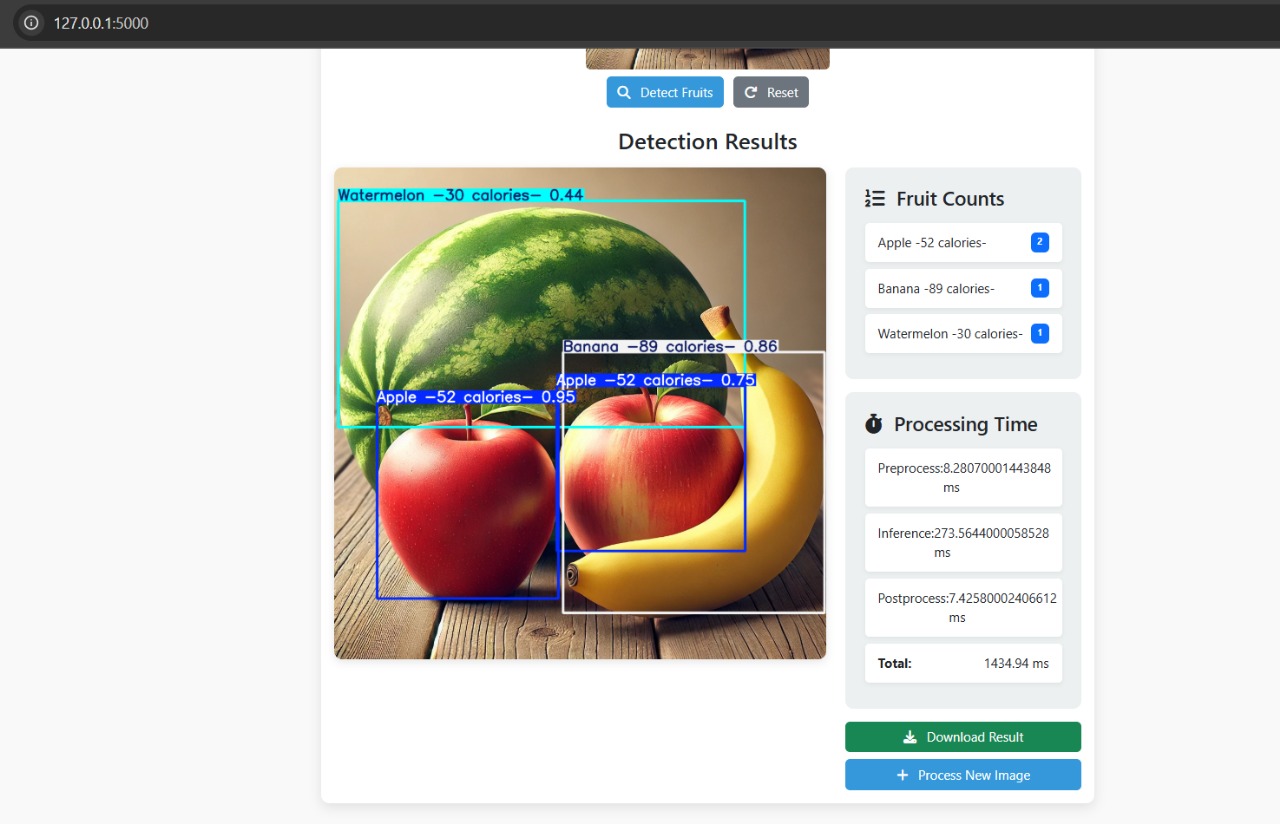 127.0.0.1:5000
Detect Fruits
Reset
Detection Results
Watermelon -30 calories- 0.44
Banana -89 calories- 0.86
Apple -52 calories- 0.75
Apple -52 calories- 0.95
Fruit Counts
Apple -52 calories- 2
Banana -89 calories- 1
Watermelon -30 calories- 1
Processing Time
Preprocess:8.28070001443848
ms
Inference:273.5644000058528
ms
Postprocess:7.42580002406612
ms
Total: 1434.94 ms
Download Result
Process New Image